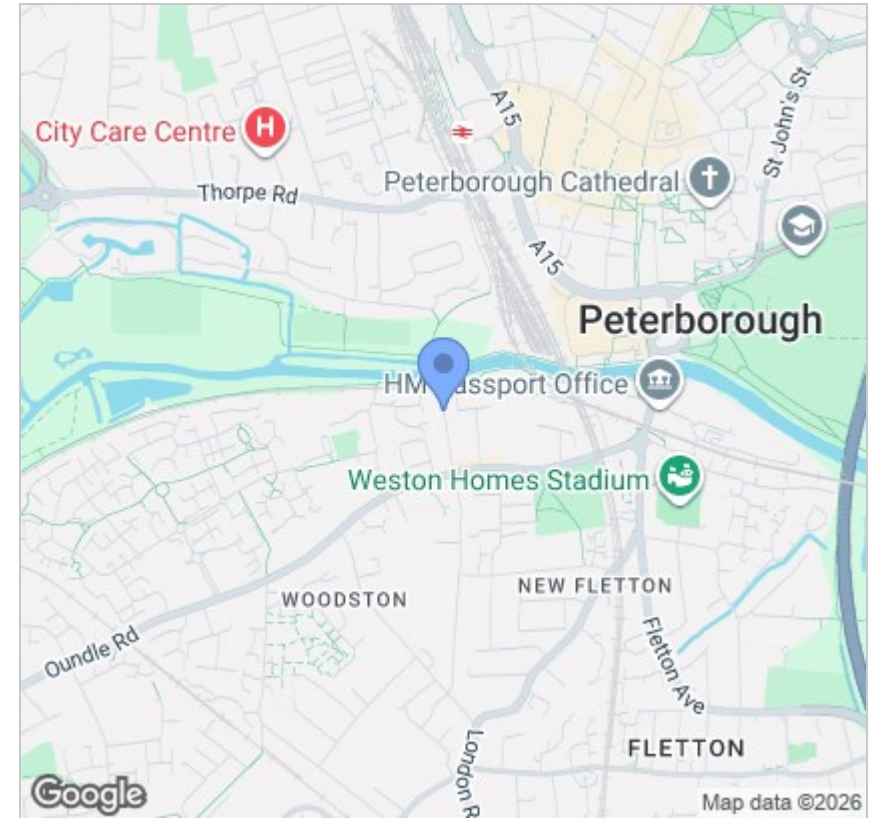 A15
City Care Centre
H
St John's St
Peterborough Cathedral
Thorpe Rd
A15
Peterborough
HM Passport Office
Weston Homes Stadium
WOODSTON
NEW FLETTON
Oundle Rd
Fletton Ave
London R
FLETTON
Google
Map data ©2026